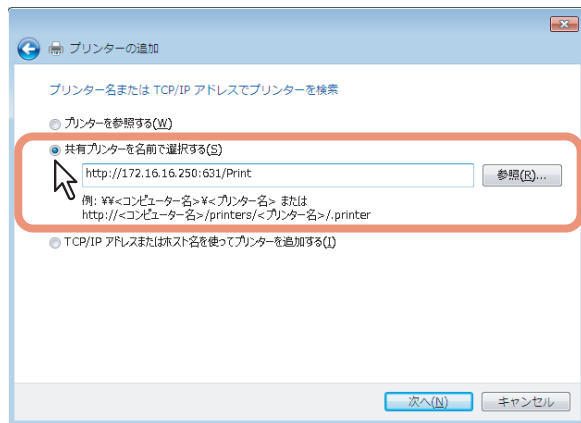 プリンターの追加
プリンター名または TCP/IP アドレスでプリンターを検索
プリンターを参照する(W)
共有プリンターを名前で選択する(S)
http://172.16.16.250:631/Print
参照(R)...
例: ¥¥<コンピューター名>¥<プリンター名> または
http://<コンピューター名>/printers/<プリンター名>/.printer
TCP/IP アドレスまたはホスト名を使ってプリンターを追加する(I)
次へ(N)
キャンセル